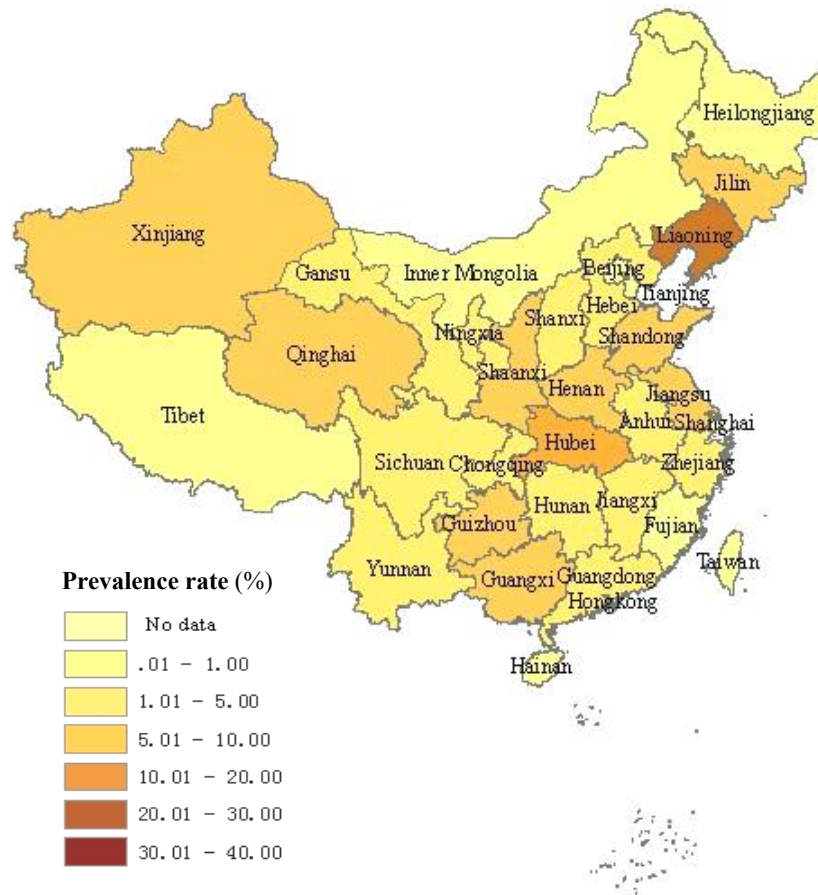 Heilongjiang
Jilin
Xinjiang
Liaoning
Gansu
Inner Mongolia
Beijing
Tianjing
Hebei
Shanxi
Ningxia
Shandong
Qinghai
Shaanxi
Henan
Jiangsu
Tibet
Anhui
Shanghai
Hubei
Sichuan
Chongqing
Zhejiang
Hunan
Jiangxi
Guizhou
Fujian
Taiwan
Yunnan
Guangxi
Guangdong
Hongkong
Hainan
Prevalence rate (%)
No data
.01 - 1.00
1.01 - 5.00
5.01 - 10.00
10.01 - 20.00
20.01 - 30.00
30.01 - 40.00